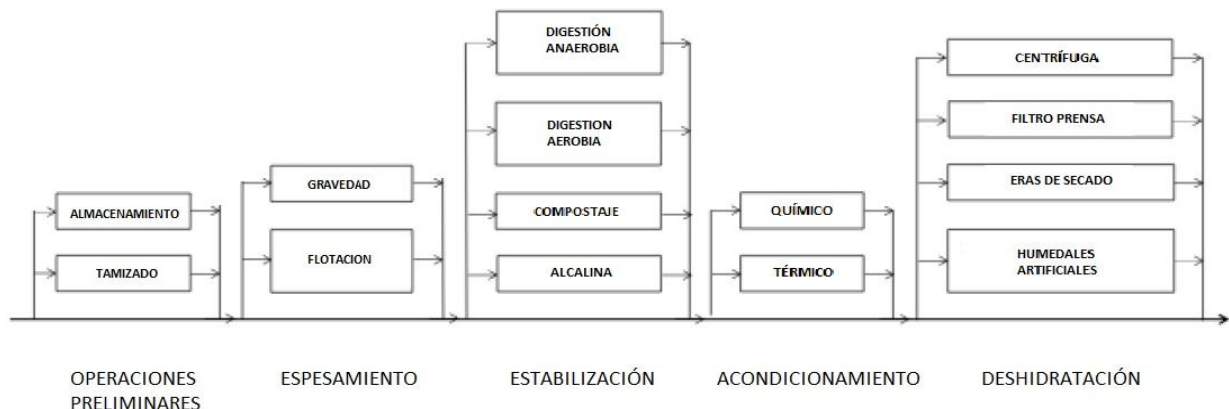 ALMACENAMIENTO
TAMIZADO
GRAVEDAD
FLOTACION
DIGESTIÓN
ANAEROBIA
DIGESTION
AEROBIA
COMPOSTAJE
ALCALINA
QUÍMICO
TÉRMICO
CENTRÍFUGA
FILTRO PRENSA
ERAS DE SECADO
HUMEDALES
ARTIFICIALES
OPERACIONES
PRELIMINARES
ESPESAMIENTO
ESTABILIZACIÓN
ACONDICIONAMIENTO
DESHIDRATACIÓN